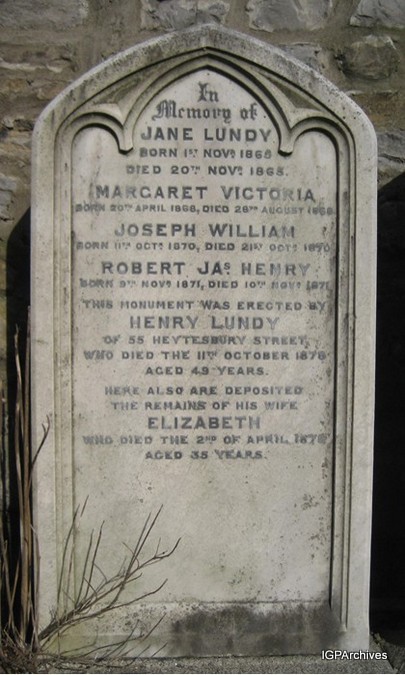 In
Memory of
JANE LUNDY
BORN 1ST NOVR 1865
DIED 20TH NOVR 1865.
MARGARET VICTORIA
BORN 20TH APRIL 1868, DIED 28TH AUGUST 1868
JOSEPH WILLIAM
BORN 11TH OCTR 1870, DIED 21ST OCTR 1870
ROBERT JAS HENRY
BORN 9TH NOVR 1871, DIED 10TH NOVR 1871
THIS MONUMENT WAS ERECTED BY
HENRY LUNDY
OF 55 HEYTESBURY STREET,
WHO DIED THE 11TH OCTOBER 1876
AGED 49 YEARS.
HERE ALSO ARE DEPOSITED
THE REMAINS OF HIS WIFE
ELIZABETH
WHO DIED THE 2ND OF APRIL
AGED 35 YEARS.
IGPArchives